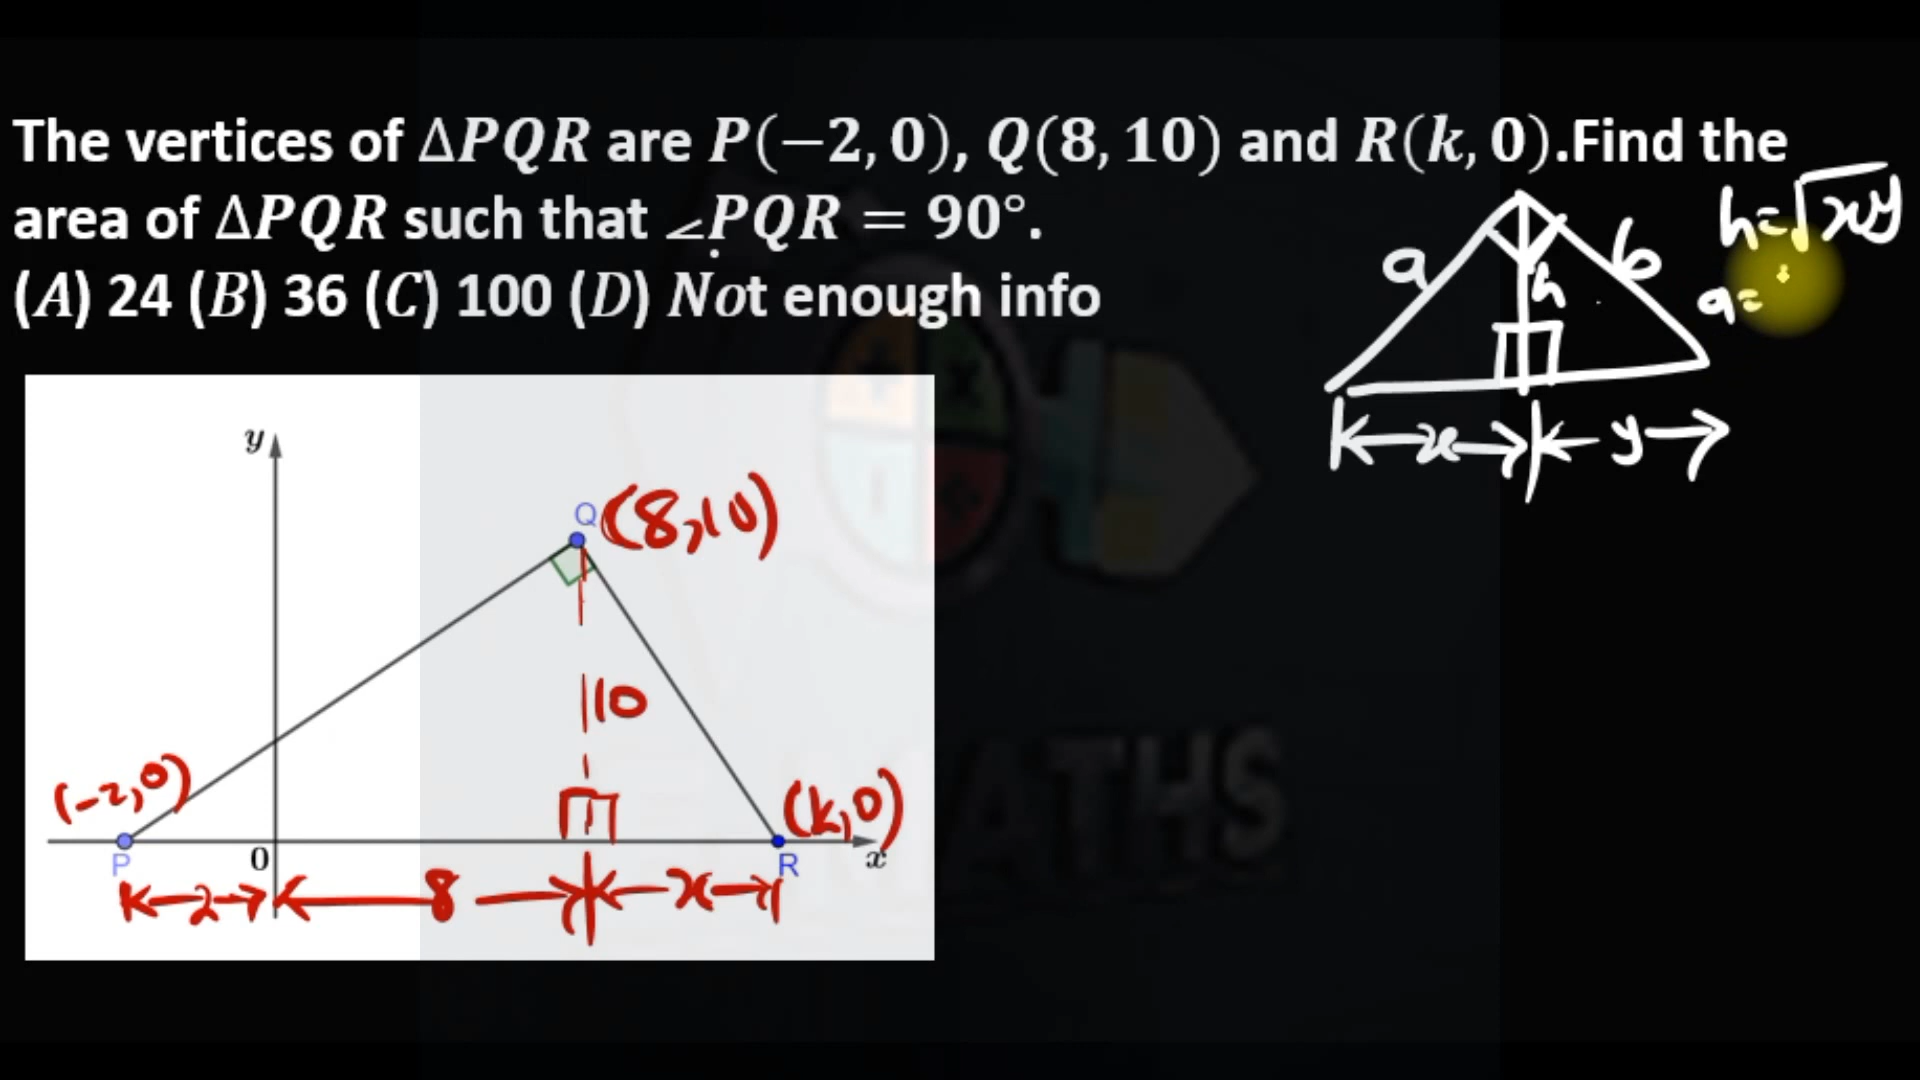 The vertices of ΔPQR are P(−2, 0), Q(8, 10) and R(k, 0).Find the
area of ΔPQR such that ∠PQR = 90°.
(A) 24 (B) 36 (C) 100 (D) Not enough info
h=√xy
a
b
h
a=
x
y
y
Q
(8,10)
10
(-2,0)
(k,0)
P
0
R
x
2
8
x
MATHS